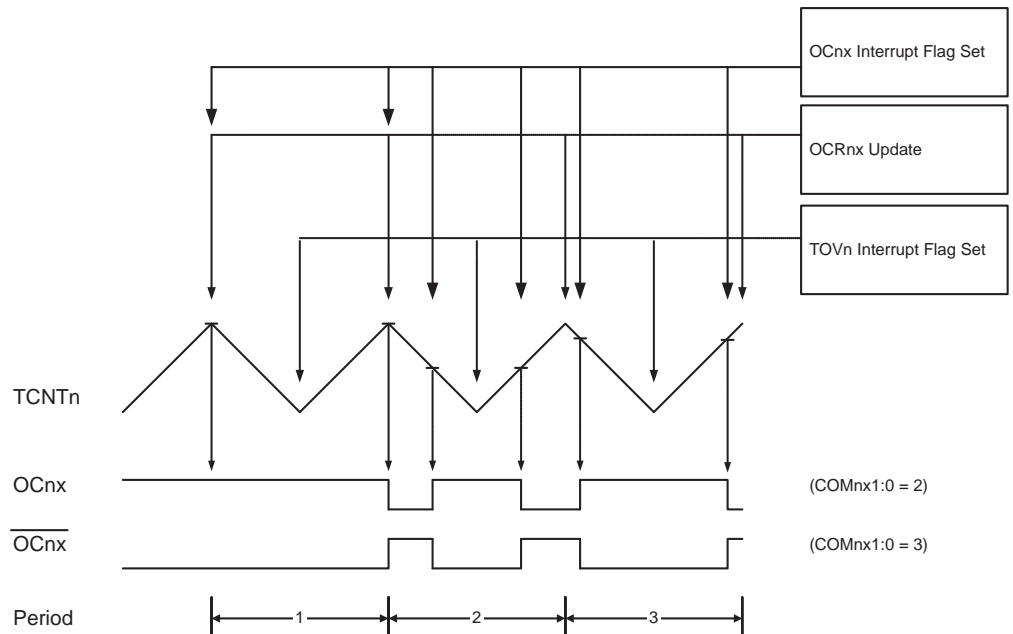 OCnx Interrupt Flag Set
OCRnx Update
TOVn Interrupt Flag Set
TCNTn
OCnx
(COMnx1:0 = 2)
OCnx
(COMnx1:0 = 3)
Period
1
2
3